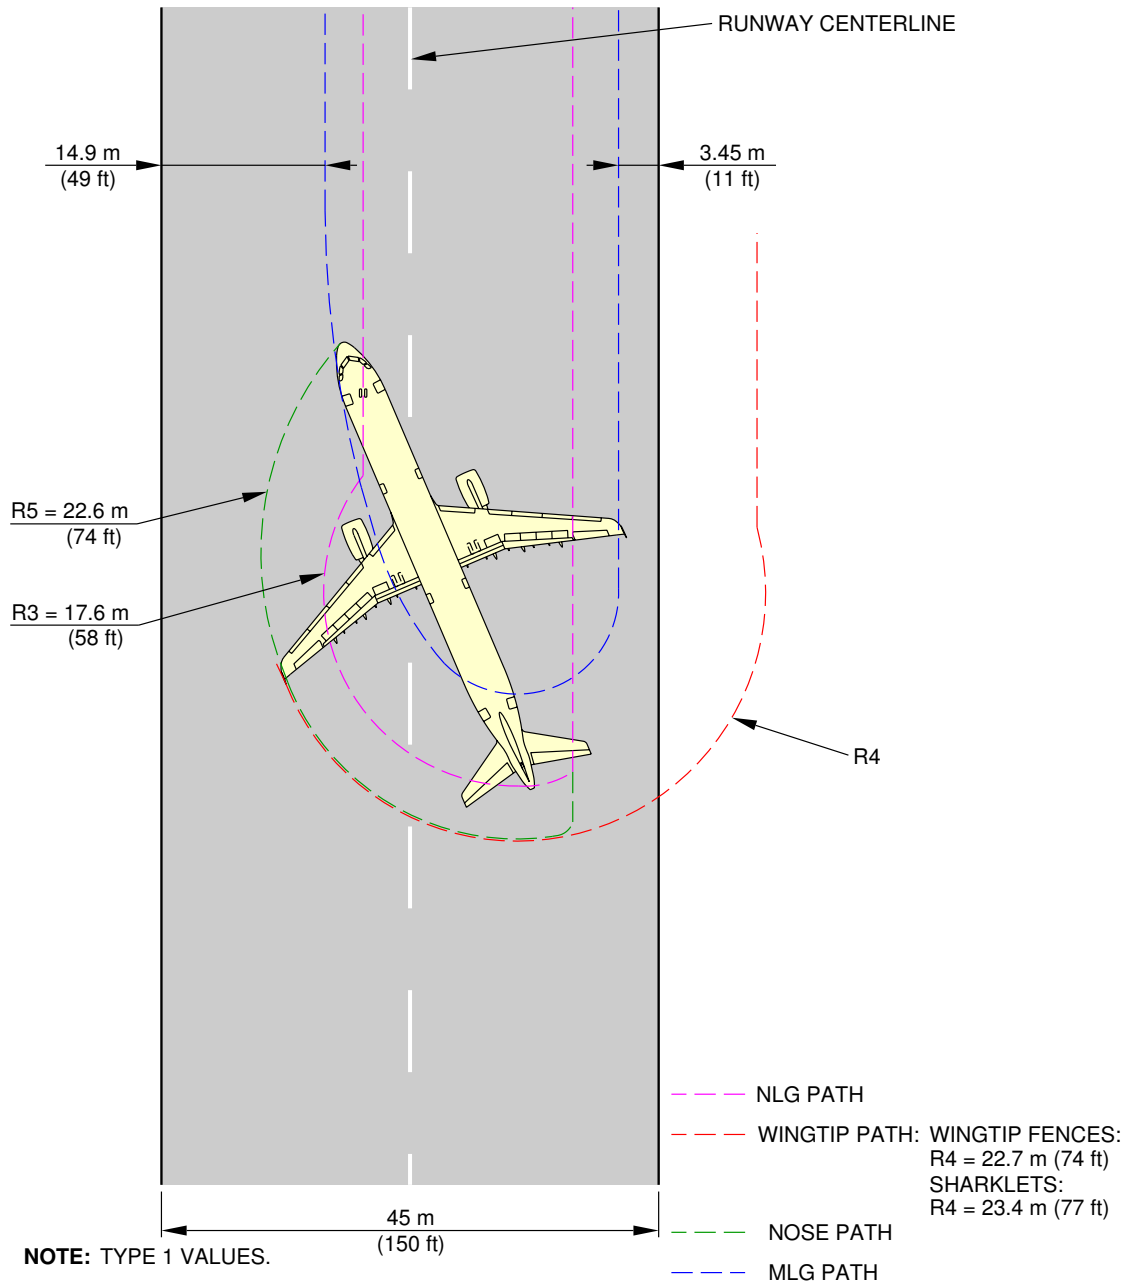 RUNWAY CENTERLINE
14.9 m
(49 ft)
3.45 m
(11 ft)
R5 = 22.6 m
(74 ft)
R3 = 17.6 m
(58 ft)
R4
NLG PATH
WINGTIP PATH: WINGTIP FENCES:
R4 = 22.7 m (74 ft)
SHARKLETS:
R4 = 23.4 m (77 ft)
45 m
(150 ft)
NOSE PATH
NOTE: TYPE 1 VALUES.
MLG PATH